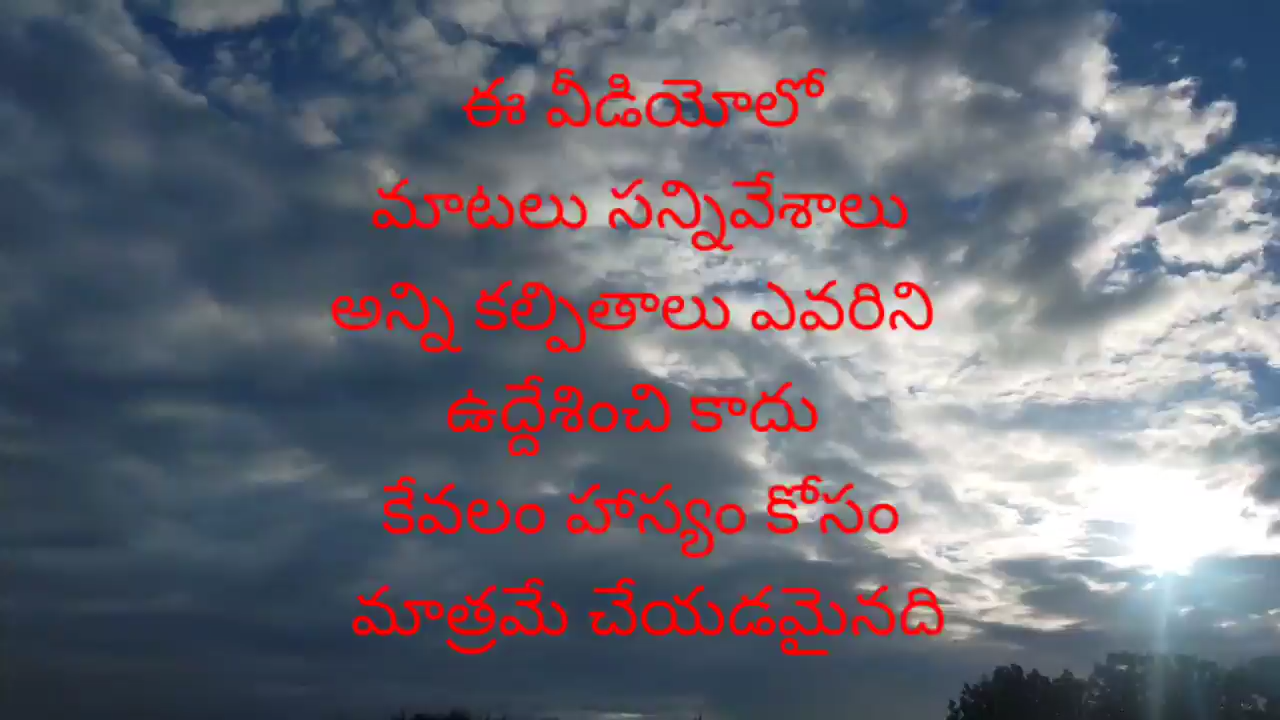 ఈ వీడియోలో
మాటలు సన్నివేశాలు
అన్ని కల్పితాలు ఎవరిని
ఉద్దేశించి కాదు
కేవలం హాస్యం కోసం
మాత్రమే చేయడమైనది